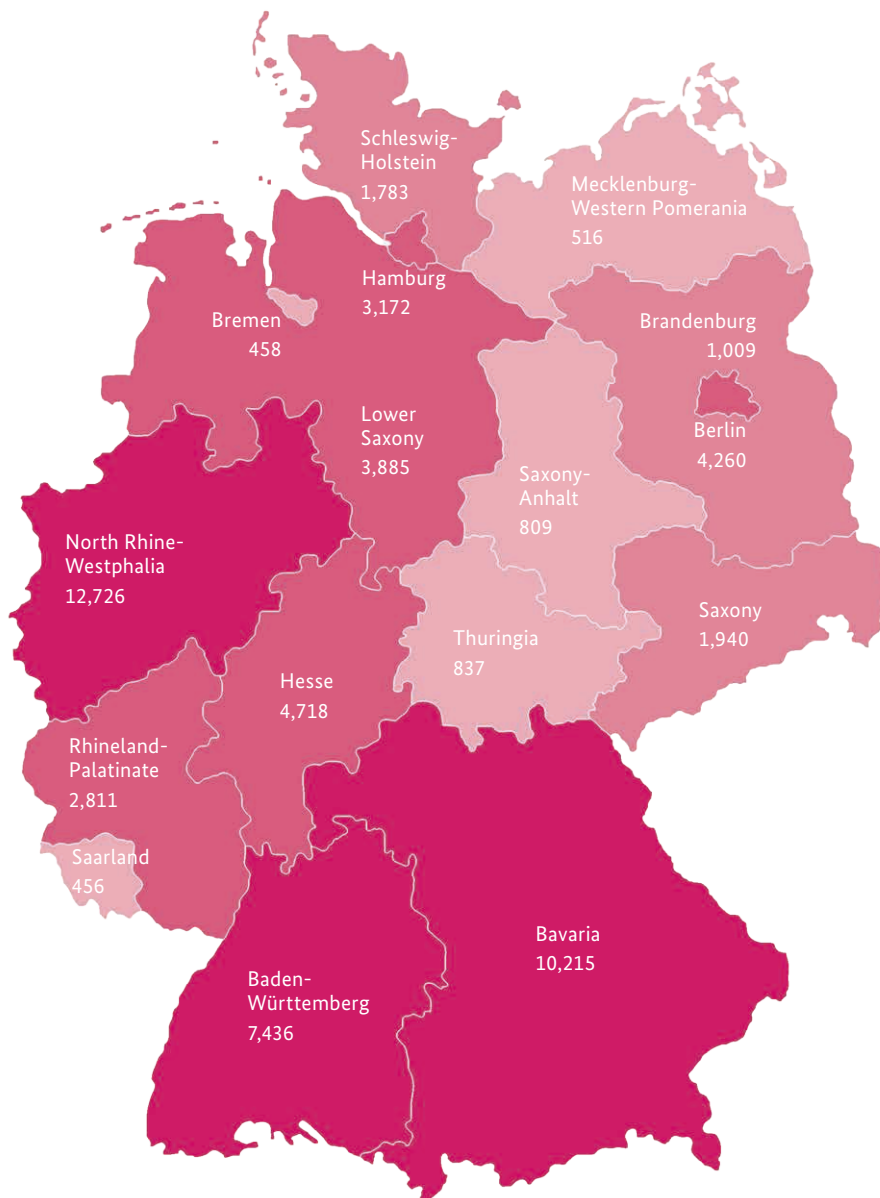 Schleswig-
Holstein
1,783
Mecklenburg-
Western Pomerania
516
Hamburg
3,172
Bremen
458
Brandenburg
1,009
Berlin
4,260
Lower
Saxony
3,885
Saxony-
Anhalt
809
North Rhine-
Westphalia
12,726
Saxony
1,940
Thuringia
837
Hesse
4,718
Rhineland-
Palatinate
2,811
Saarland
456
Bavaria
10,215
Baden-
Württemberg
7,436